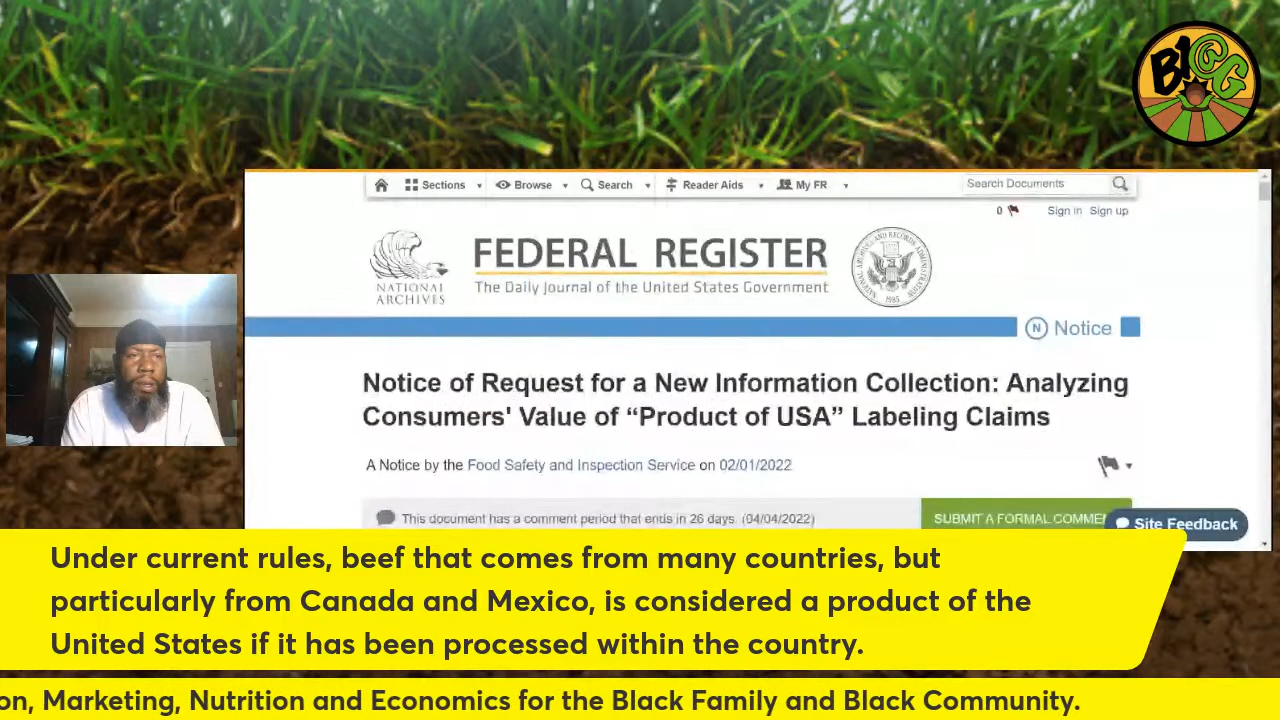 B1GG
Sections
Browse
Search
Reader Aids
My FR
Search Documents
0
Sign in Sign up
NATIONAL
ARCHIVES
FEDERAL REGISTER
The Daily Journal of the United States Government
1985
N Notice
Notice of Request for a New Information Collection: Analyzing
Consumers' Value of “Product of USA” Labeling Claims
A Notice by the Food Safety and Inspection Service on 02/01/2022
This document has a comment period that ends in 26 days. (04/04/2022)
SUBMIT A FORMAL COMMEN
Site Feedback
Under current rules, beef that comes from many countries, but
particularly from Canada and Mexico, is considered a product of the
United States if it has been processed within the country.
on, Marketing, Nutrition and Economics for the Black Family and Black Community.